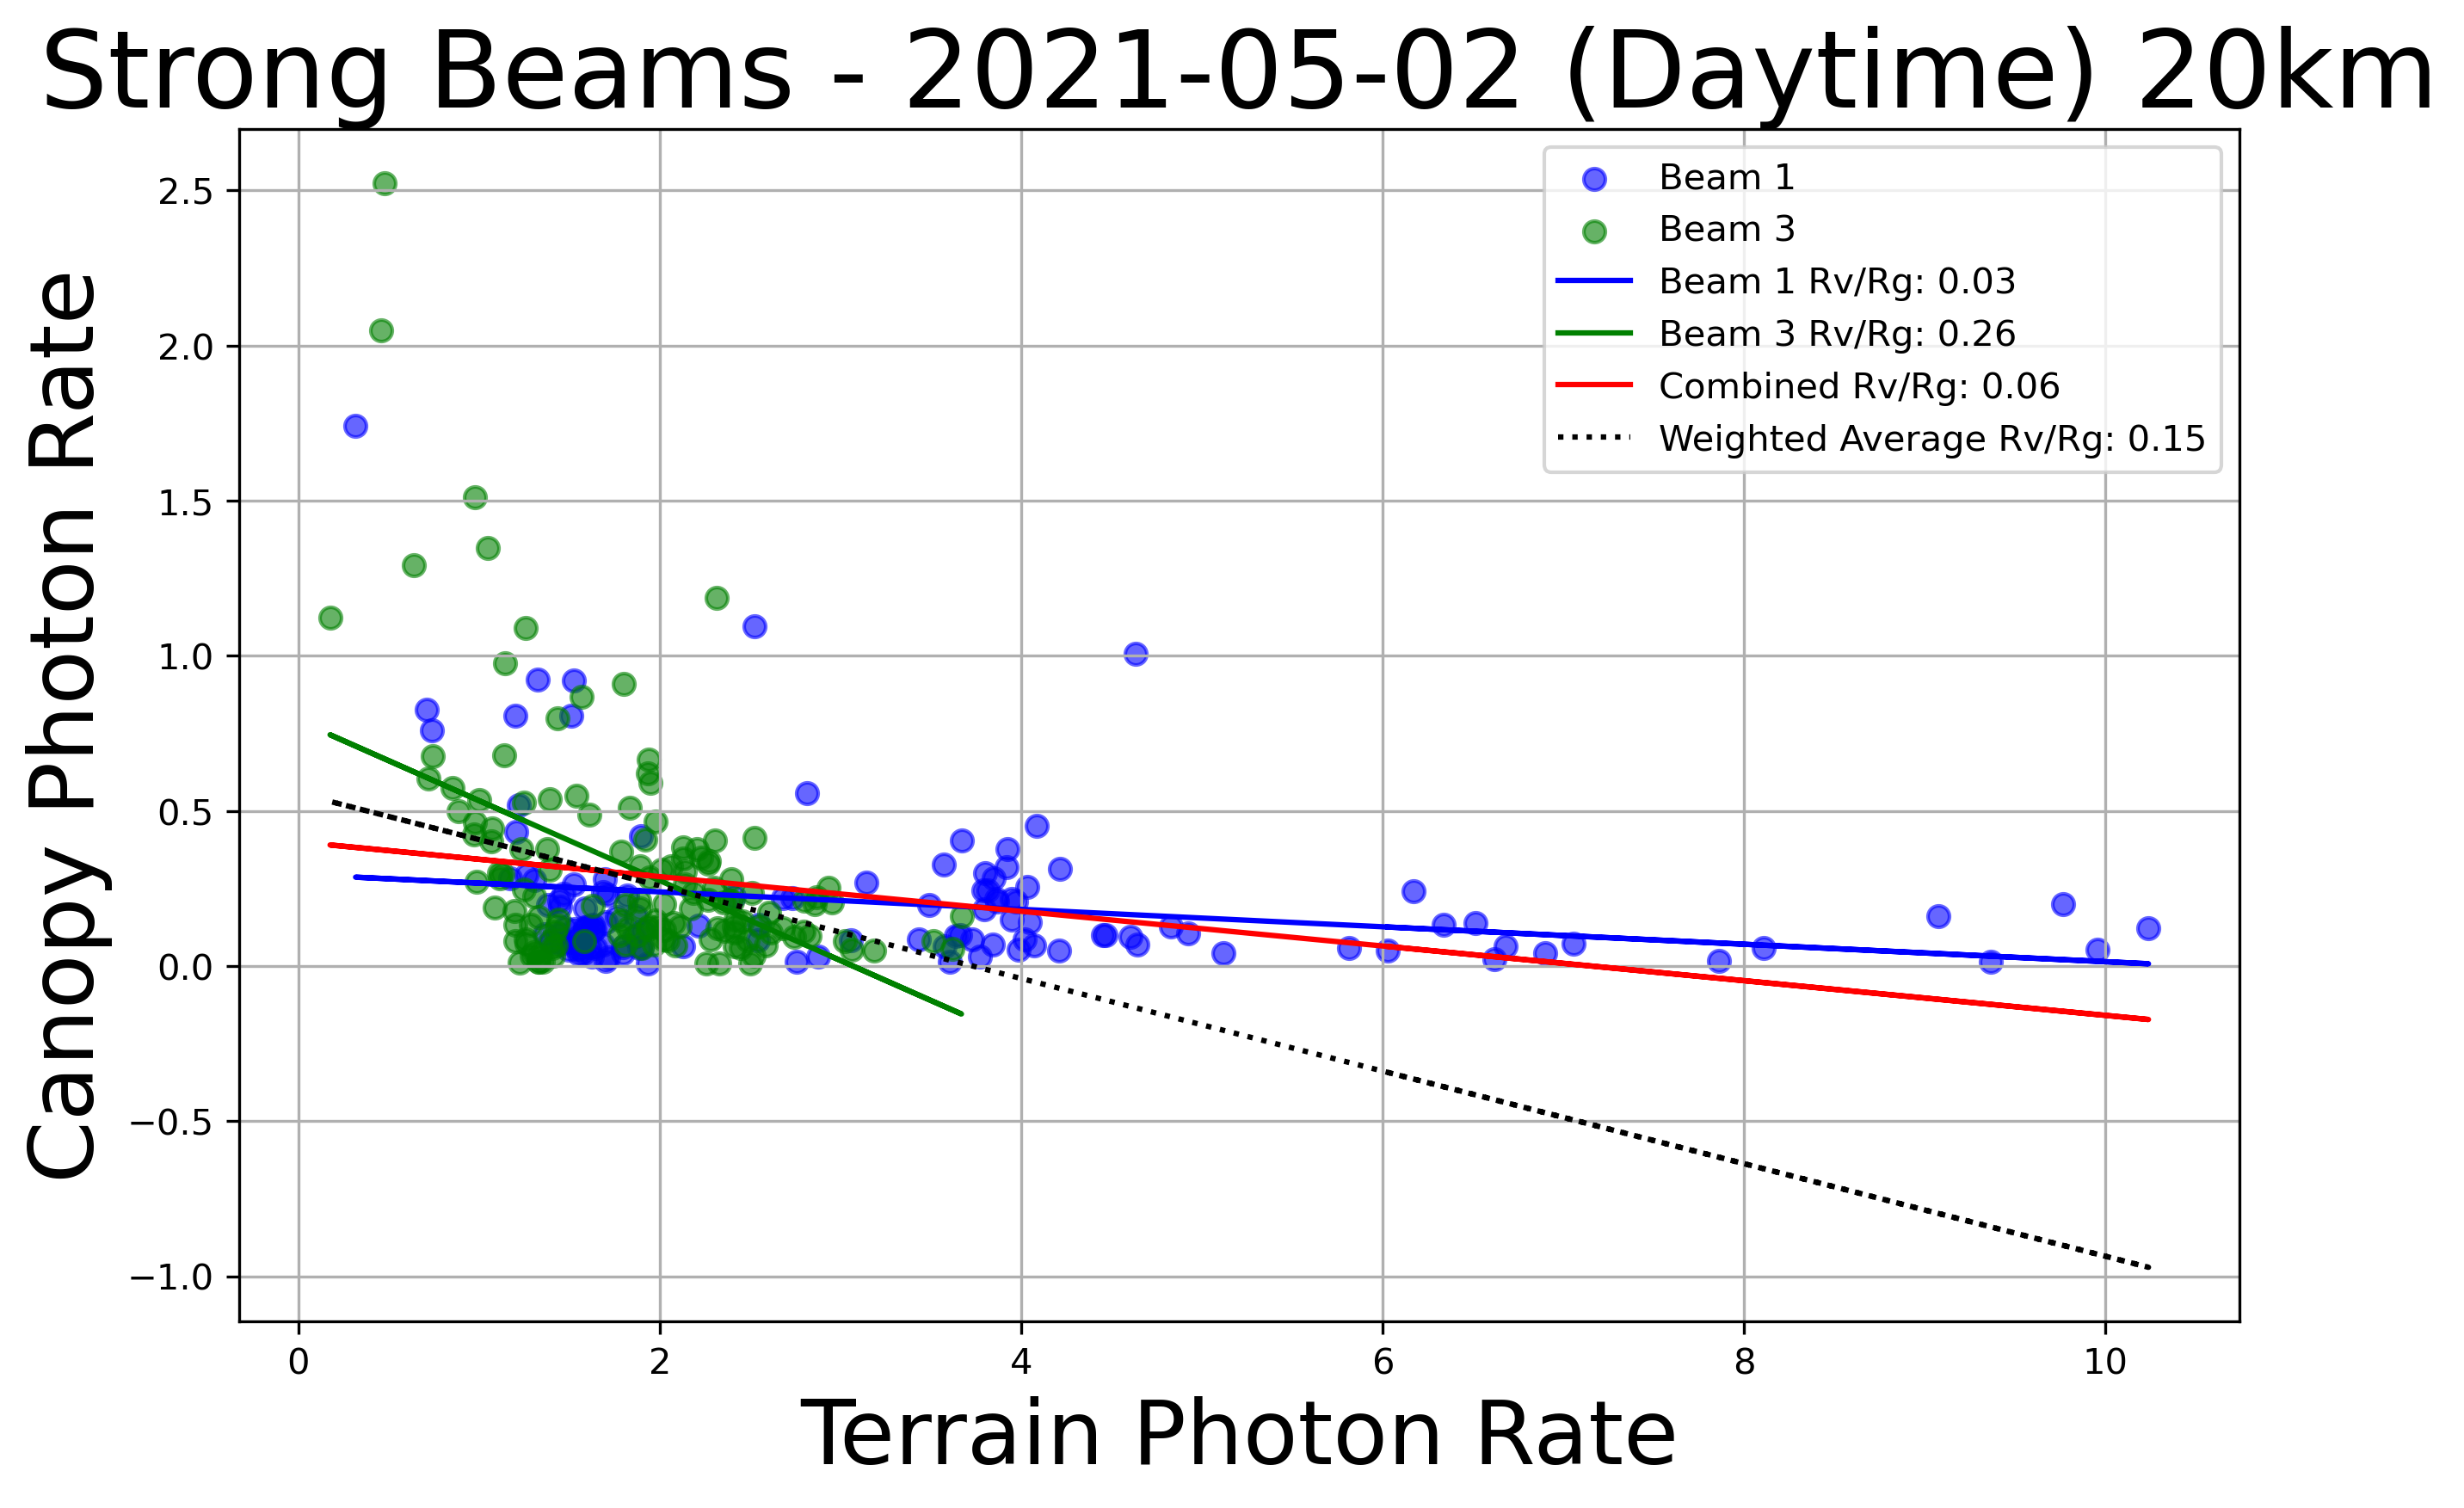 Strong Beams - 2021-05-02 (Daytime) 20km
Canopy Photon Rate
2.5
2.0
1.5
1.0
0.5
0.0
−0.5
−1.0
Beam 1
Beam 3
Beam 1 Rv/Rg: 0.03
Beam 3 Rv/Rg: 0.26
Combined Rv/Rg: 0.06
Weighted Average Rv/Rg: 0.15
0 2 4 6 8 10
Terrain Photon Rate